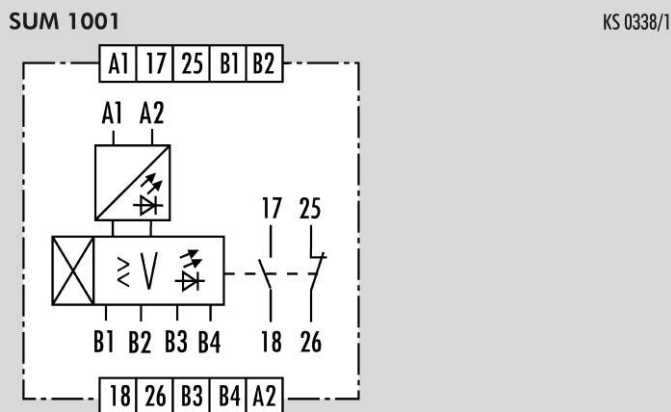 SUM 1001 KS 0338/1
A1 17 25 B1 B2
A1 A2
17 25
V
B1 B2 B3 B4 18 26
18 26 B3 B4 A2